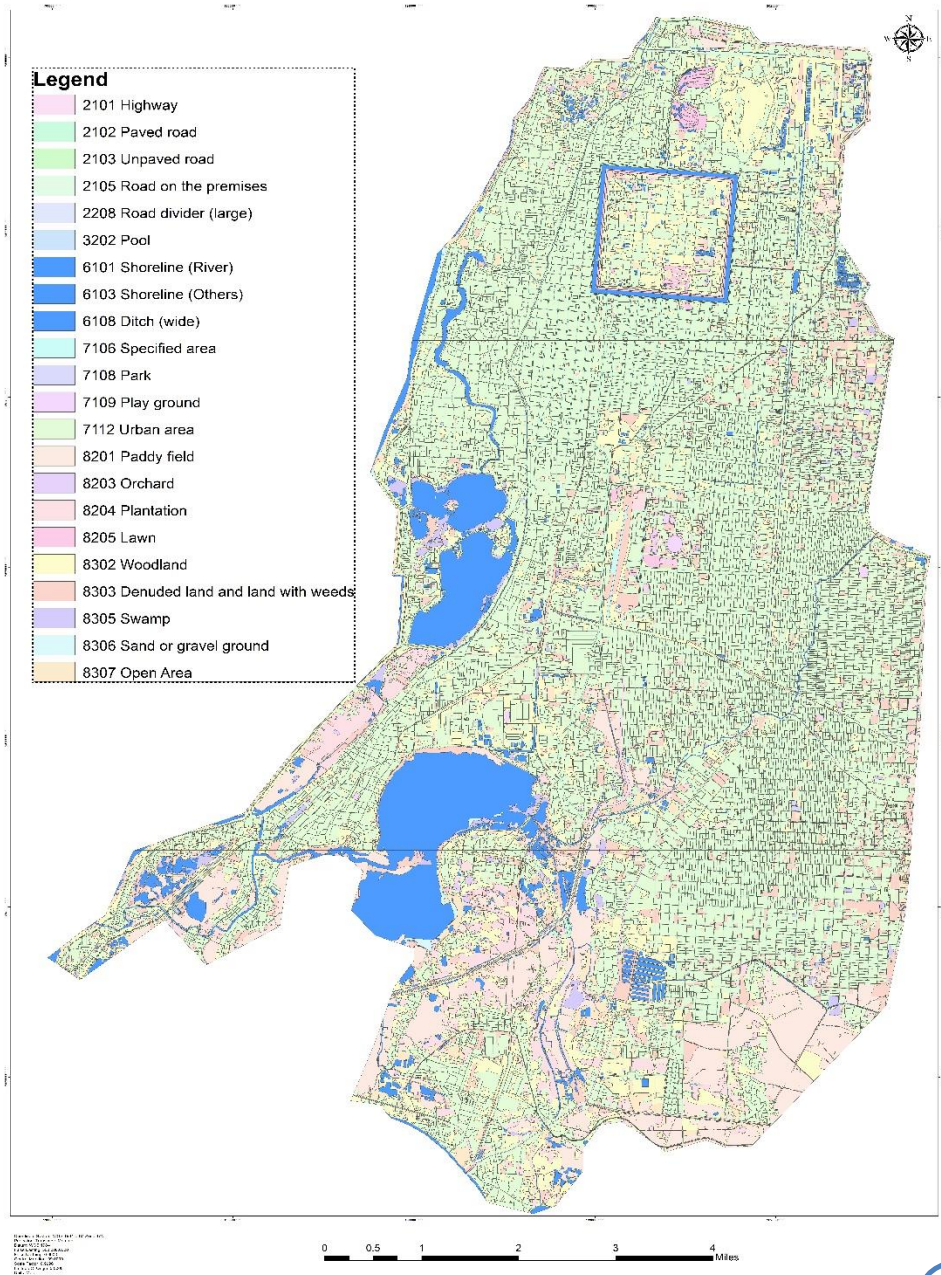 N
W E
S
Legend
2101 Highway
2102 Paved road
2103 Unpaved road
2105 Road on the premises
2208 Road divider (large)
3202 Pool
6101 Shoreline (River)
6103 Shoreline (Others)
6108 Ditch (wide)
7106 Specified area
7108 Park
7109 Play ground
7112 Urban area
8201 Paddy field
8203 Orchard
8204 Plantation
8205 Lawn
8302 Woodland
8303 Denuded land and land with weeds
8305 Swamp
8306 Sand or gravel ground
8307 Open Area
0 0.5 1 2 3 4
Miles